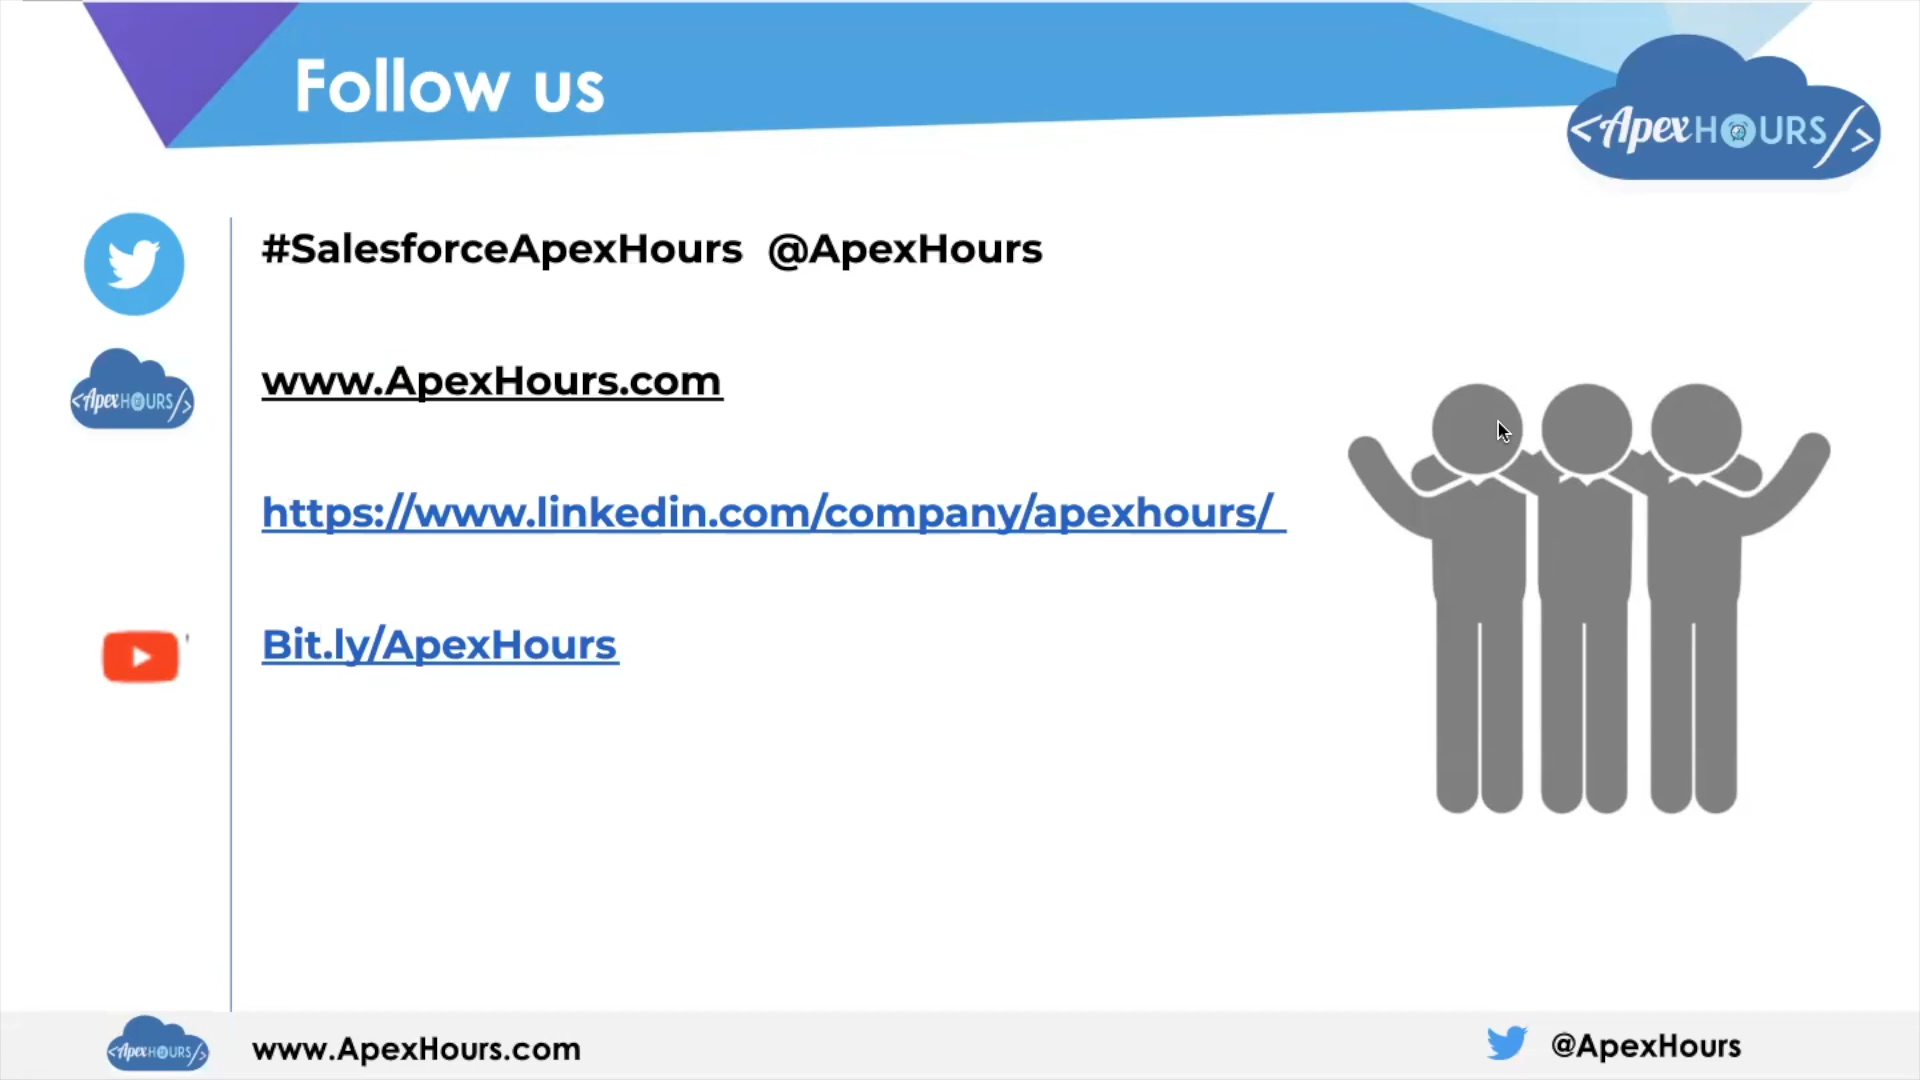 Follow us
<ApexHOURS/>
#SalesforceApexHours @ApexHours
<ApexHOURS/>
www.ApexHours.com
https://www.linkedin.com/company/apexhours/
Bit.ly/ApexHours
<ApexHOURS/>
www.ApexHours.com
@ApexHours